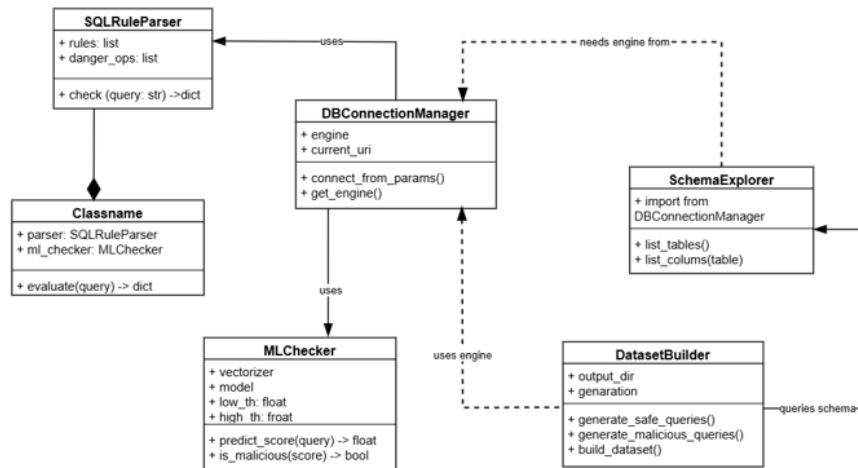 SQLRuleParser
+ rules: list
+ danger_ops: list
+ check (query: str) ->dict
uses
needs engine from
DBConnectionManager
+ engine
+ current_uri
+ connect_from_params()
+ get_engine()
SchemaExplorer
+ import from
DBConnectionManager
+ list_tables()
+ list_colums(table)
Classname
+ parser: SQLRuleParser
+ ml_checker: MLChecker
+ evaluate(query) -> dict
uses
MLChecker
+ vectorizer
+ model
+ low_th: float
+ high_th: froat
+ predict_score(query) -> float
+ is_malicious(score) -> bool
uses engine
DatasetBuilder
+ output_dir
+ genaration
+ generate_safe_queries()
+ generate_malicious_queries()
+ build_dataset()
queries schema